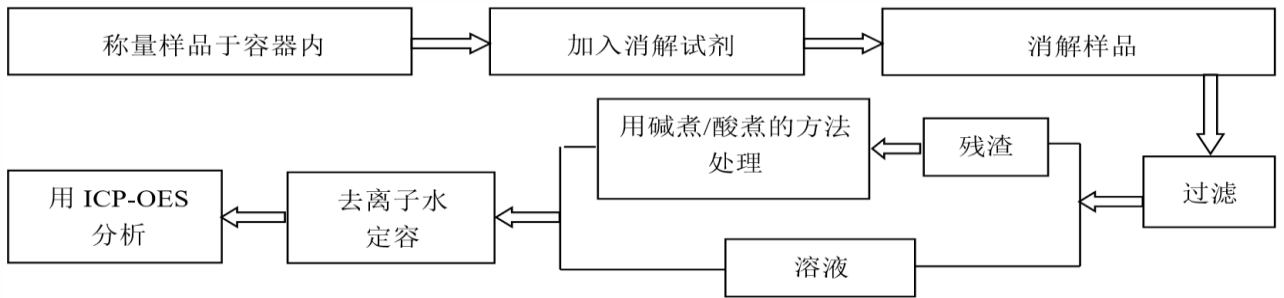 称量样品于容器内
加入消解试剂
消解样品
过滤
残渣
用碱煮/酸煮的方法
处理
溶液
去离子水
定容
用 ICP-OES
分析